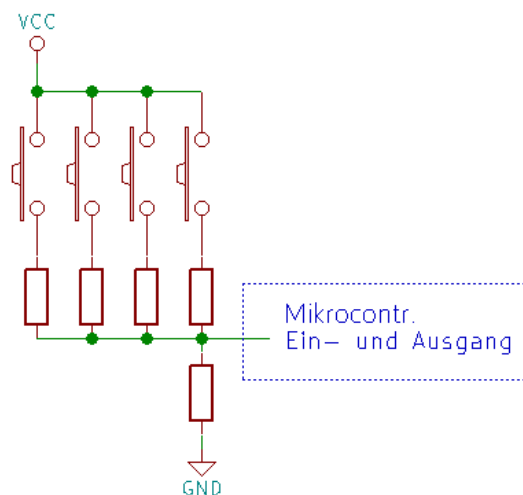 VCC
Mikrocontr.
Ein– und Ausgang
GND